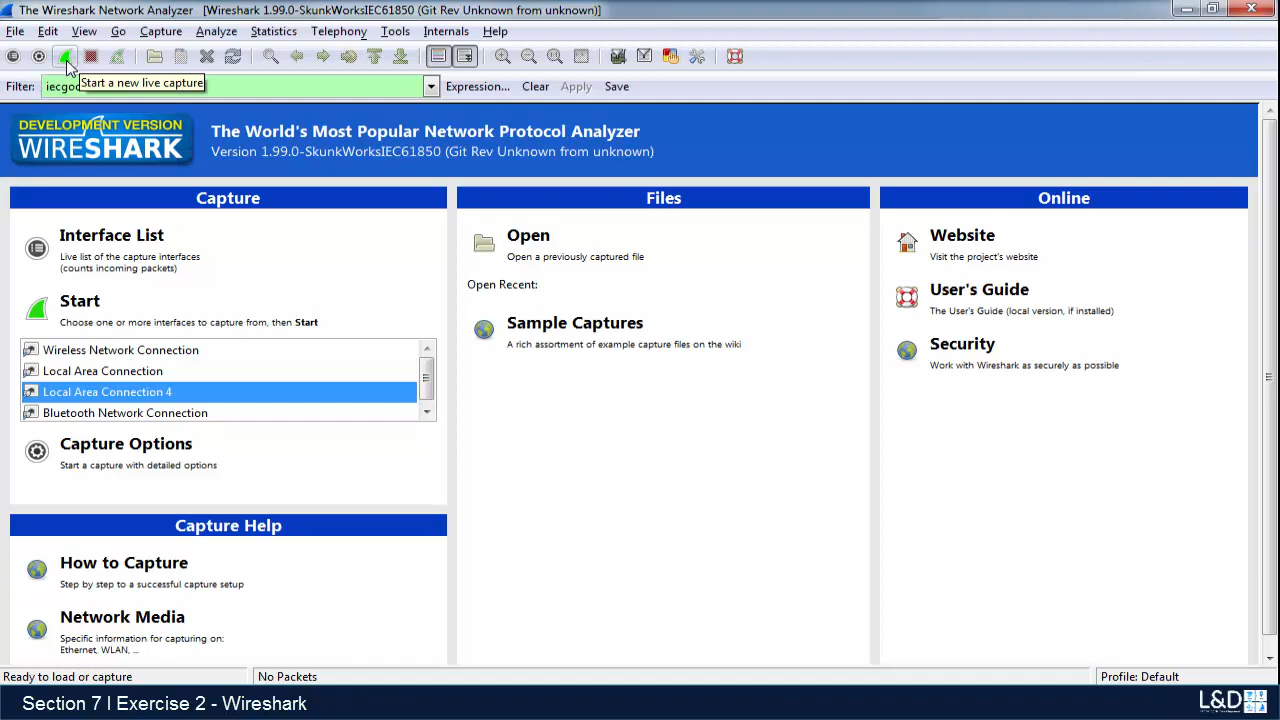 The Wireshark Network Analyzer [Wireshark 1.99.0-SkunkWorksIEC61850 (Git Rev Unknown from unknown)]
File Edit View Go Capture Analyze Statistics Telephony Tools Internals Help
Start a new live capture
Filter: Expression... Clear Apply Save
DEVELOPMENT VERSION
WIRESHARK
The World's Most Popular Network Protocol Analyzer
Version 1.99.0-SkunkWorksIEC61850 (Git Rev Unknown from unknown)
Capture
Interface List
Live list of the capture interfaces
(counts incoming packets)
Start
Choose one or more interfaces to capture from, then Start
Wireless Network Connection
Local Area Connection
Local Area Connection 4
Bluetooth Network Connection
Capture Options
Start a capture with detailed options
Capture Help
How to Capture
Step by step to a successful capture setup
Network Media
Specific information for capturing on:
Ethernet, WLAN, ...
Files
Open
Open a previously captured file
Open Recent:
Sample Captures
A rich assortment of example capture files on the wiki
Online
Website
Visit the project's website
User's Guide
The User's Guide (local version, if installed)
Security
Work with Wireshark as securely as possible
Ready to load or capture
No Packets
Profile: Default
Section 7 | Exercise 2 - Wireshark
L&D